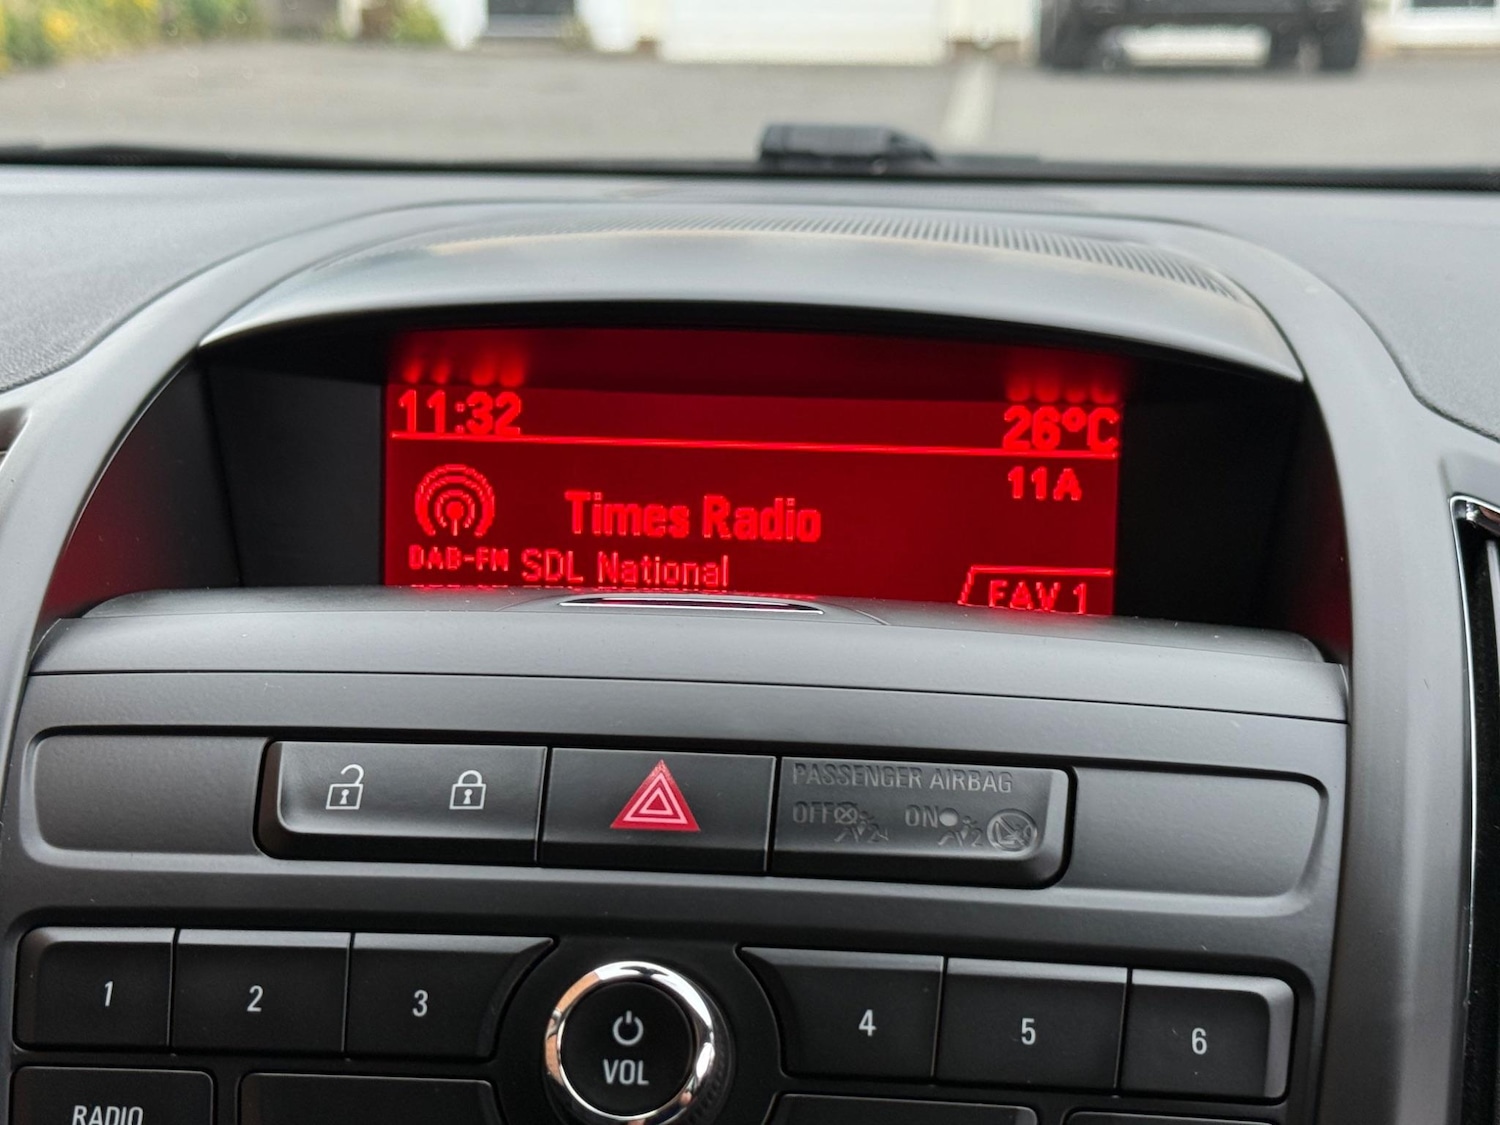 11:32 26°C
11A
Times Radio
DAB-FM SDL National
FAV 1
PASSENGER AIRBAG
OFF ON
1 2 3 4 5 6
VOL
RADIO